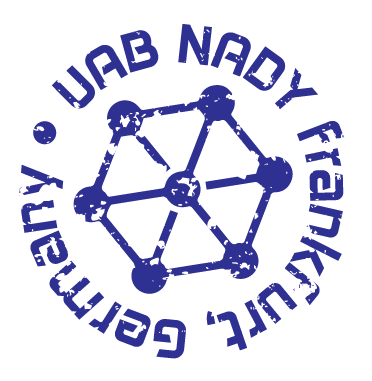 UAB NADY Frankfurt, Germany •